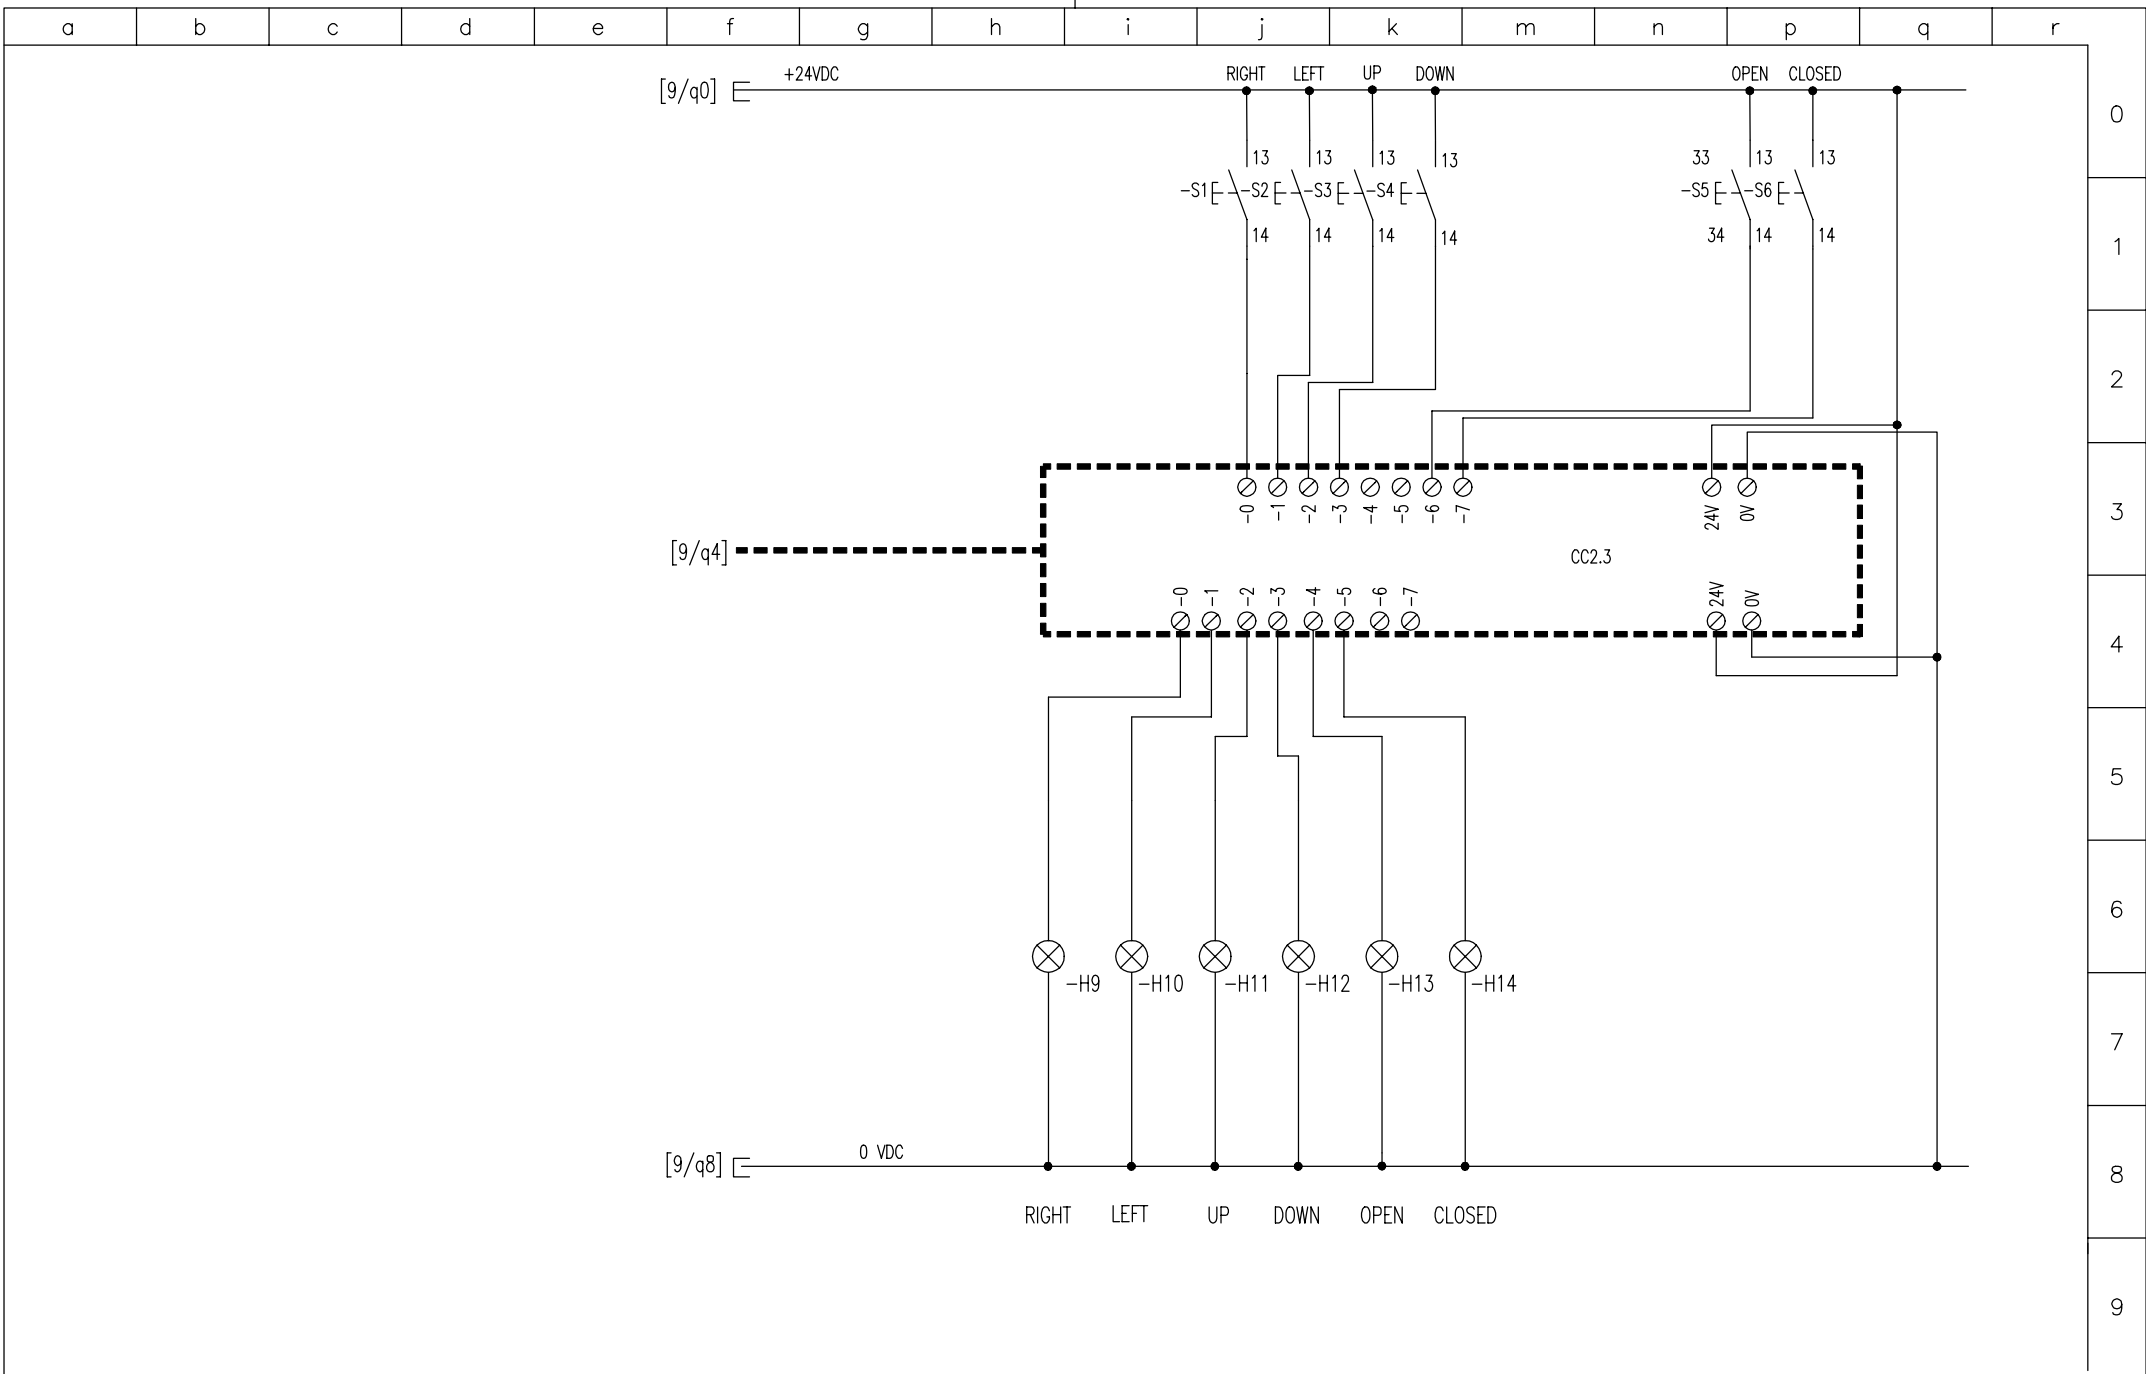 a b c d e f g h i j k m n p q r
+24VDC RIGHT LEFT UP DOWN OPEN CLOSED
[9/q0]
0
13 13 13 13 33 13 13
-S1 -S2 -S3 -S4 -S5 -S6
14 14 14 14 34 14 14
1
2
-0 -1 -2 -3 -4 -5 -6 -7 24V 0V
3
[9/q4]
CC2.3
-0 -1 -2 -3 -4 -5 -6 -7 24V 0V
4
5
6
-H9 -H10 -H11 -H12 -H13 -H14
7
0 VDC
[9/q8]
8
RIGHT LEFT UP DOWN OPEN CLOSED
9